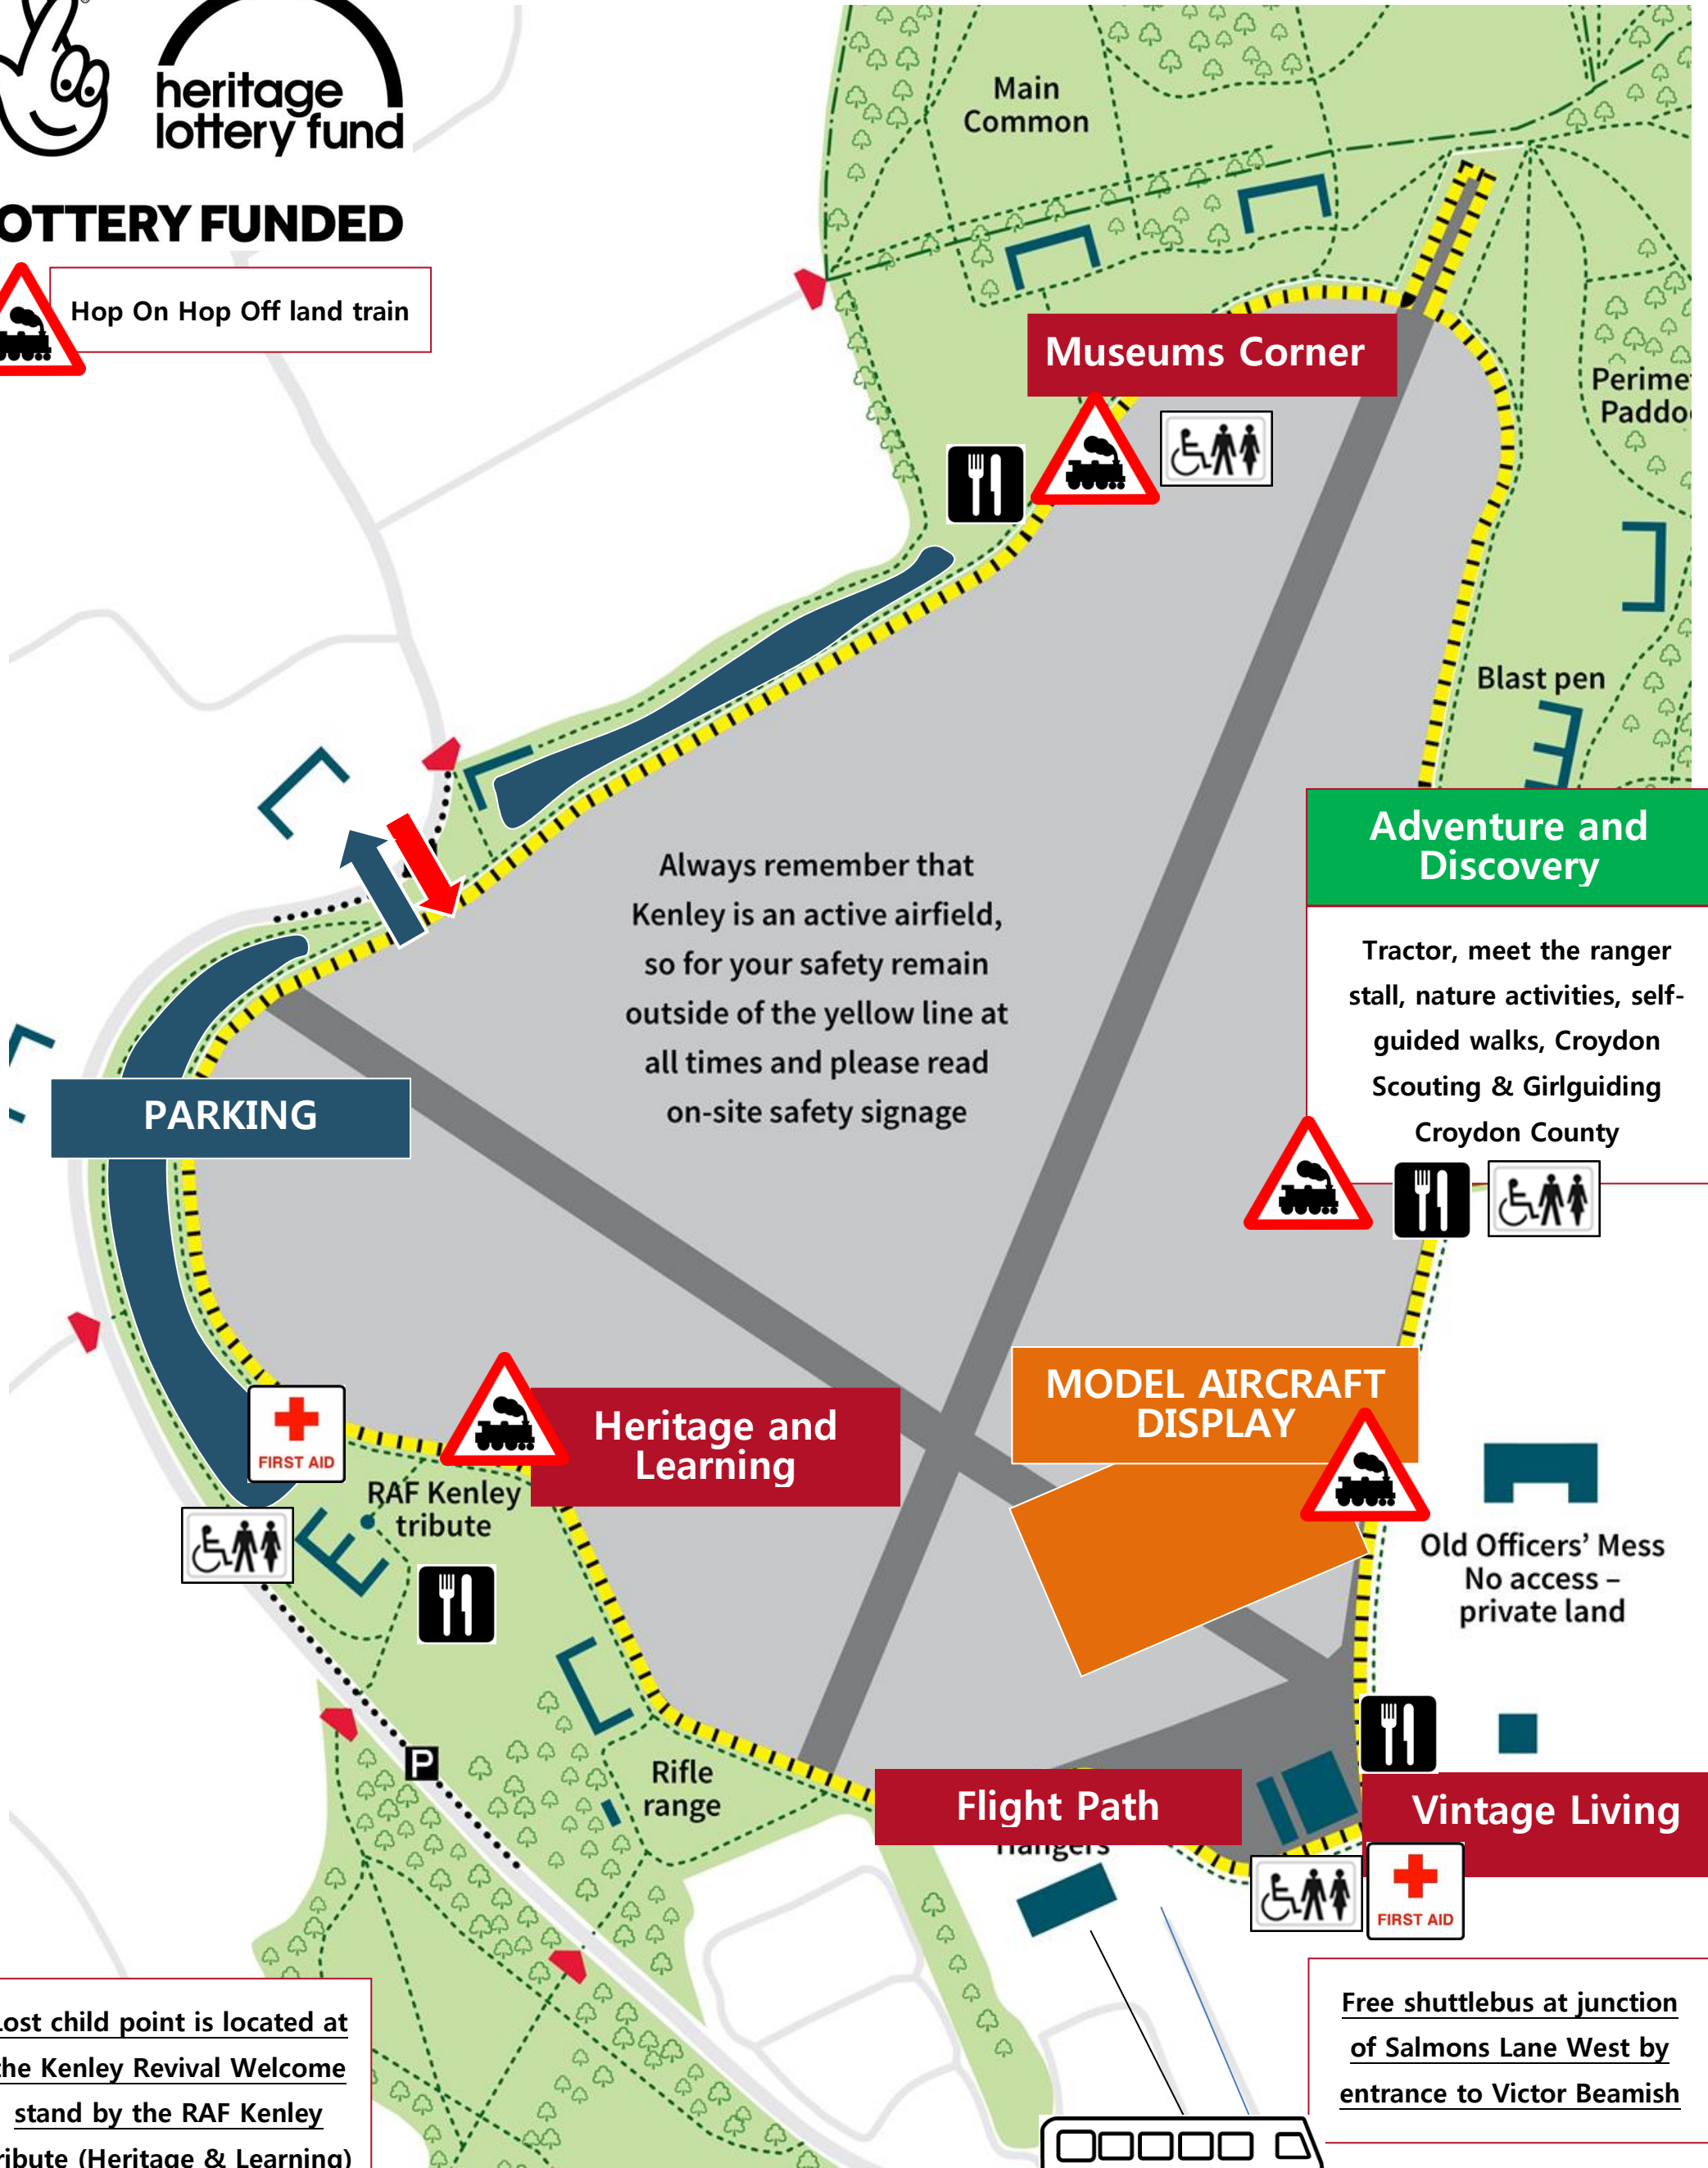 heritage
lottery fund
®
OTTERY FUNDED
Hop On Hop Off land train
Main
Common
Museums Corner
Blast pen
Adventure and
Discovery
Tractor, meet the ranger
stall, nature activities, self-
guided walks, Croydon
Scouting & Girlguiding
Croydon County
Always remember that
Kenley is an active airfield,
so for your safety remain
outside of the yellow line at
all times and please read
on-site safety signage
PARKING
MODEL AIRCRAFT
DISPLAY
Heritage and
Learning
FIRST AID
RAF Kenley
tribute
Old Officers' Mess
No access –
private land
P
Rifle
range
Flight Path
Hangers
Vintage Living
FIRST AID
Lost child point is located at
the Kenley Revival Welcome
stand by the RAF Kenley
tribute (Heritage & Learning)
Free shuttlebus at junction
of Salmons Lane West by
entrance to Victor Beamish